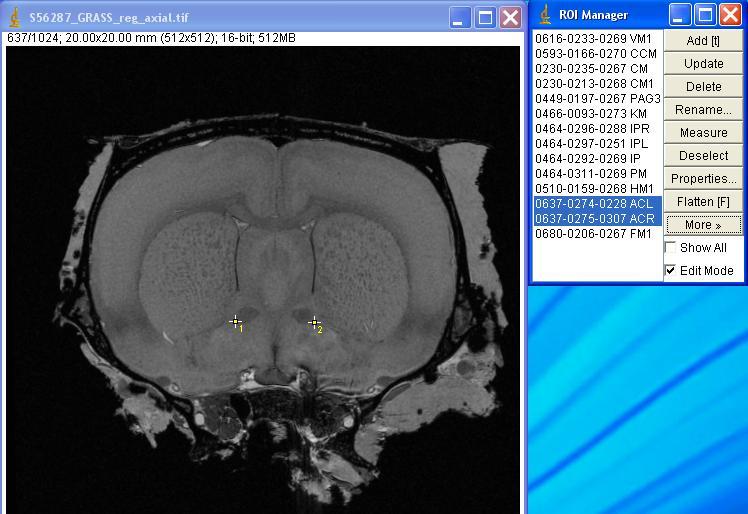 S56287_GRASS_reg_axial.tif
637/1024; 20.00x20.00 mm (512x512); 16-bit; 512MB
1
2
ROI Manager
0616-0233-0269 VM1
0593-0166-0270 CCM
0230-0235-0267 CM
0230-0213-0268 CM1
0449-0197-0267 PAG3
0466-0093-0273 KM
0464-0296-0288 IPR
0464-0297-0251 IPL
0464-0292-0269 IP
0464-0311-0269 PM
0510-0159-0268 HM1
0637-0274-0228 ACL
0637-0275-0307 ACR
0680-0206-0267 FM1
Add [t]
Update
Delete
Rename...
Measure
Deselect
Properties...
Flatten [F]
More »
Show All
Edit Mode